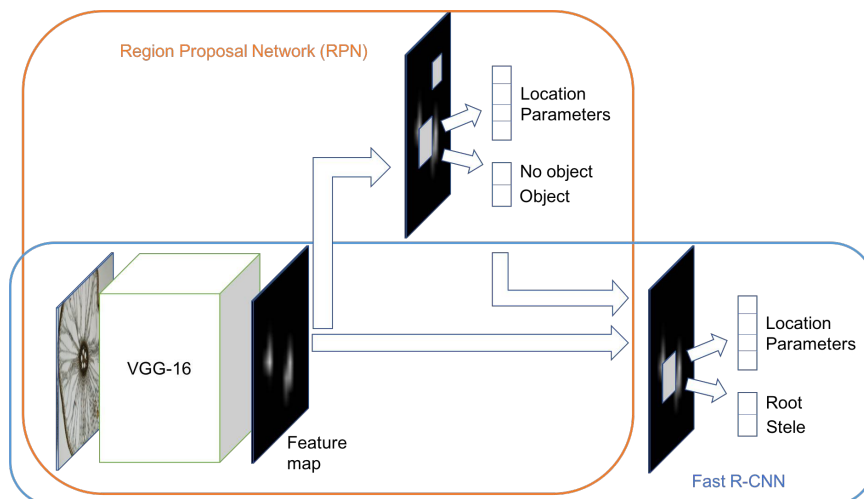 Region Proposal Network (RPN)
Location
Parameters
No object
Object
VGG-16
Feature
map
Location
Parameters
Root
Stele
Fast R-CNN